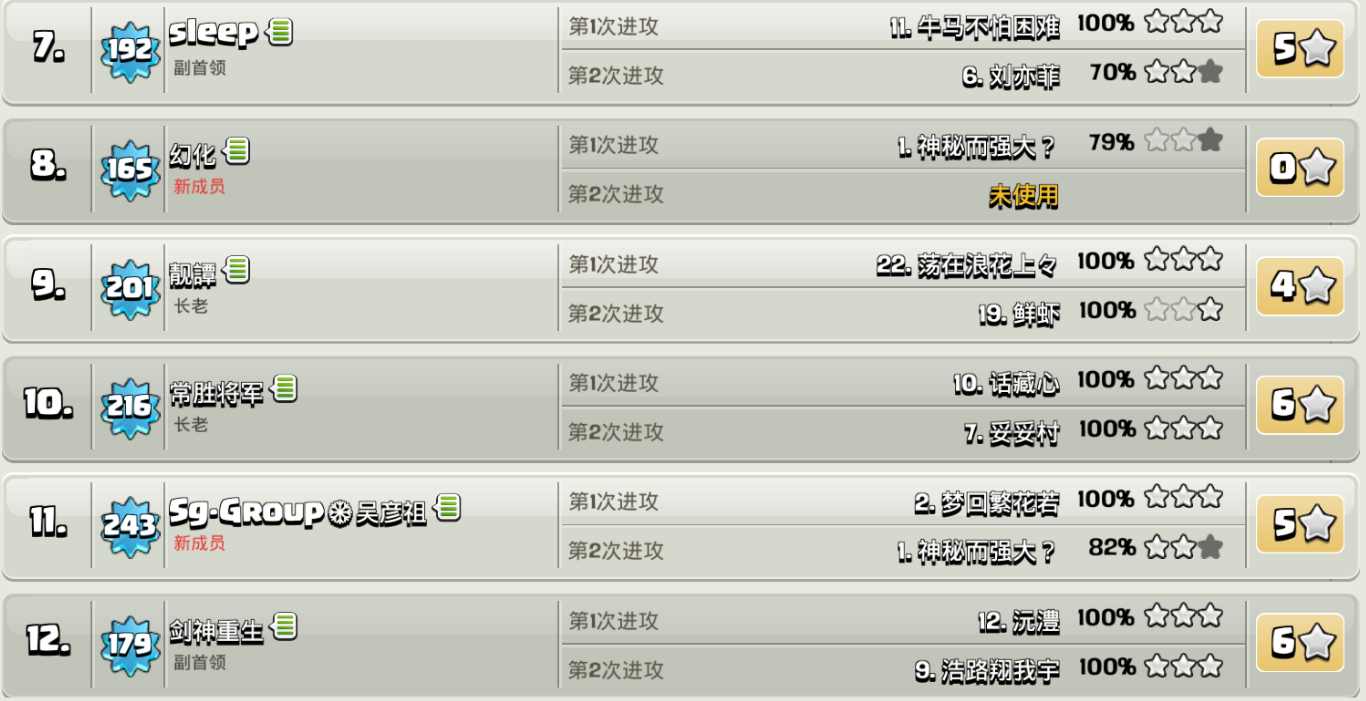 7.
192
sleep
副首领
第1次进攻
11. 牛马不怕困难
100%
第2次进攻
6. 刘亦菲
70%
5
8.
165
幻化
新成员
第1次进攻
1. 神秘而强大？
79%
第2次进攻
未使用
0
9.
201
靓譚
长老
第1次进攻
22. 荡在浪花上々
100%
第2次进攻
19. 鲜虾
100%
4
10.
216
常胜将军
长老
第1次进攻
10. 话藏心
100%
第2次进攻
7. 妥妥村
100%
6
11.
243
Sg-Group❆吴彦祖
新成员
第1次进攻
2. 梦回繁花若
100%
第2次进攻
1. 神秘而强大？
82%
5
12.
179
剑神重生
副首领
第1次进攻
12. 沅澧
100%
第2次进攻
9. 浩路翔我宇
100%
6